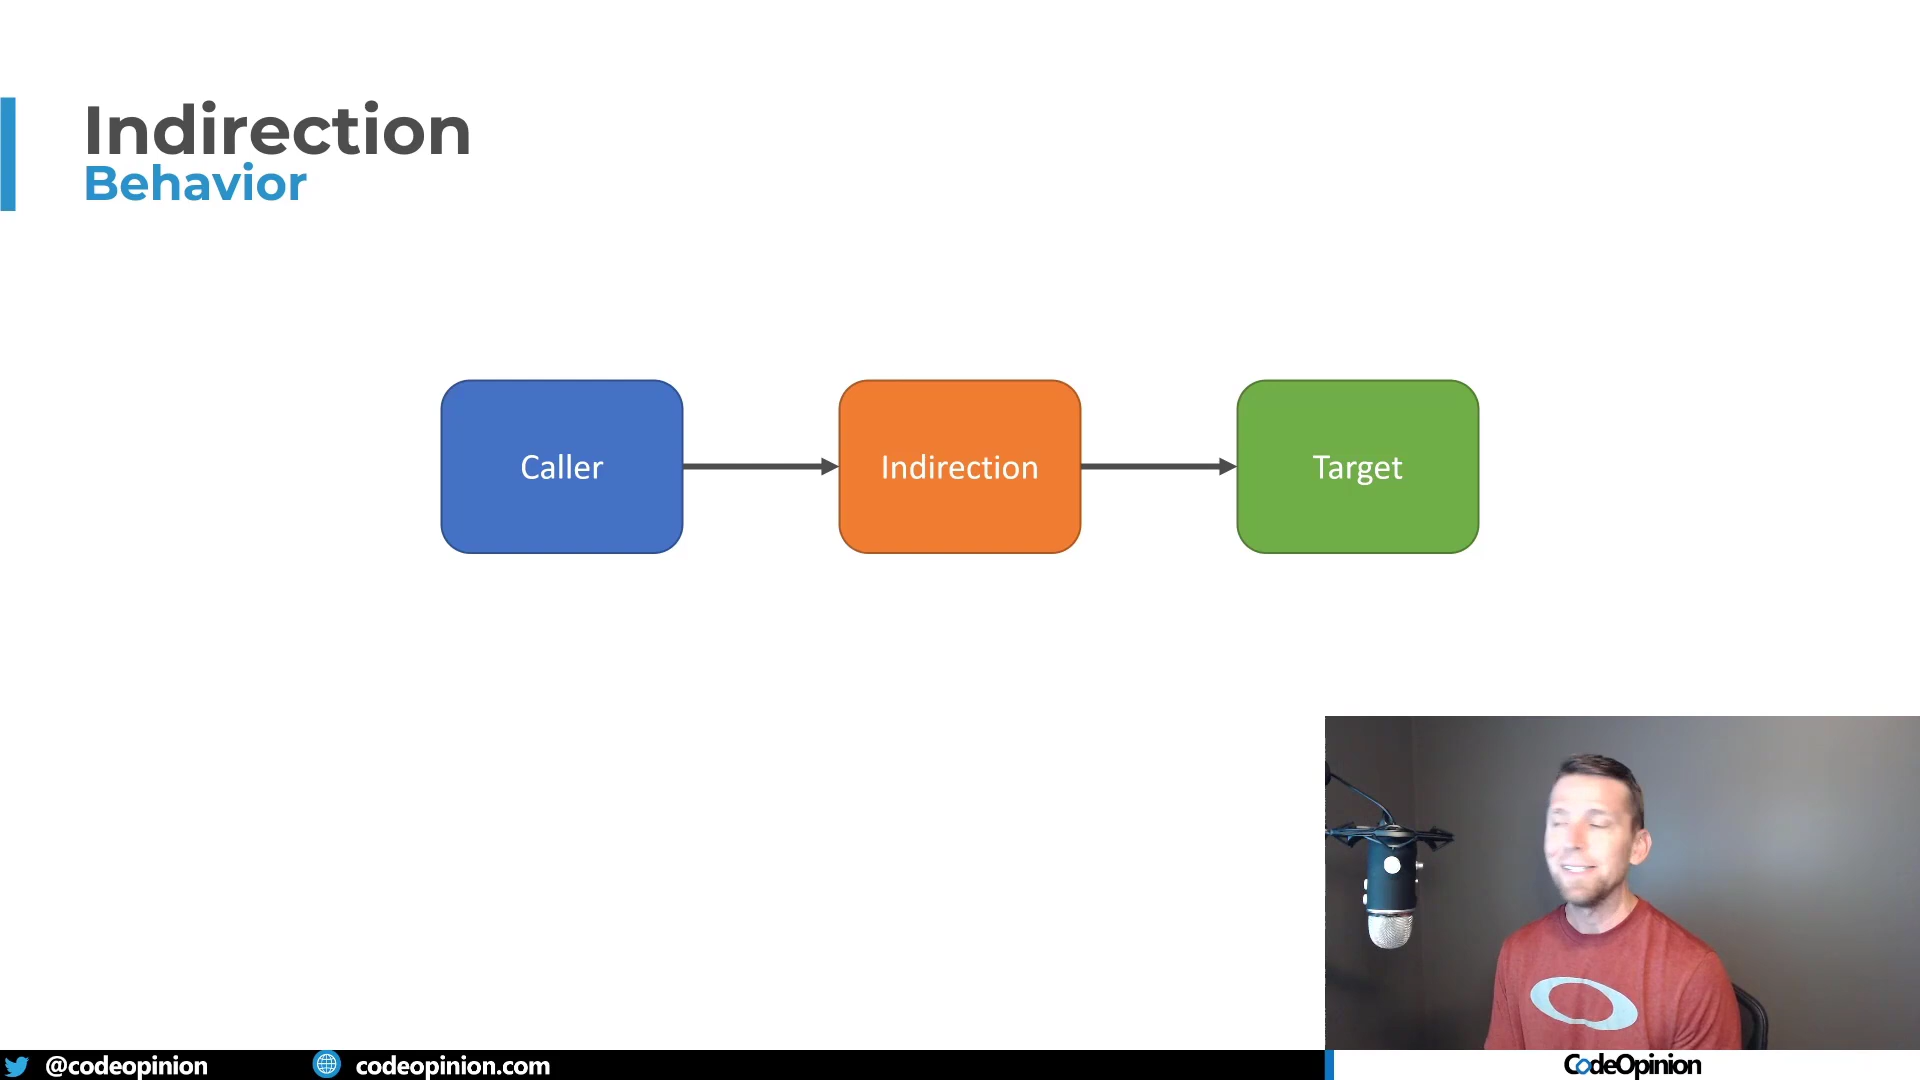 Indirection
Behavior
Caller
Indirection
Target
@codeopinion
codeopinion.com
CodeOpinion